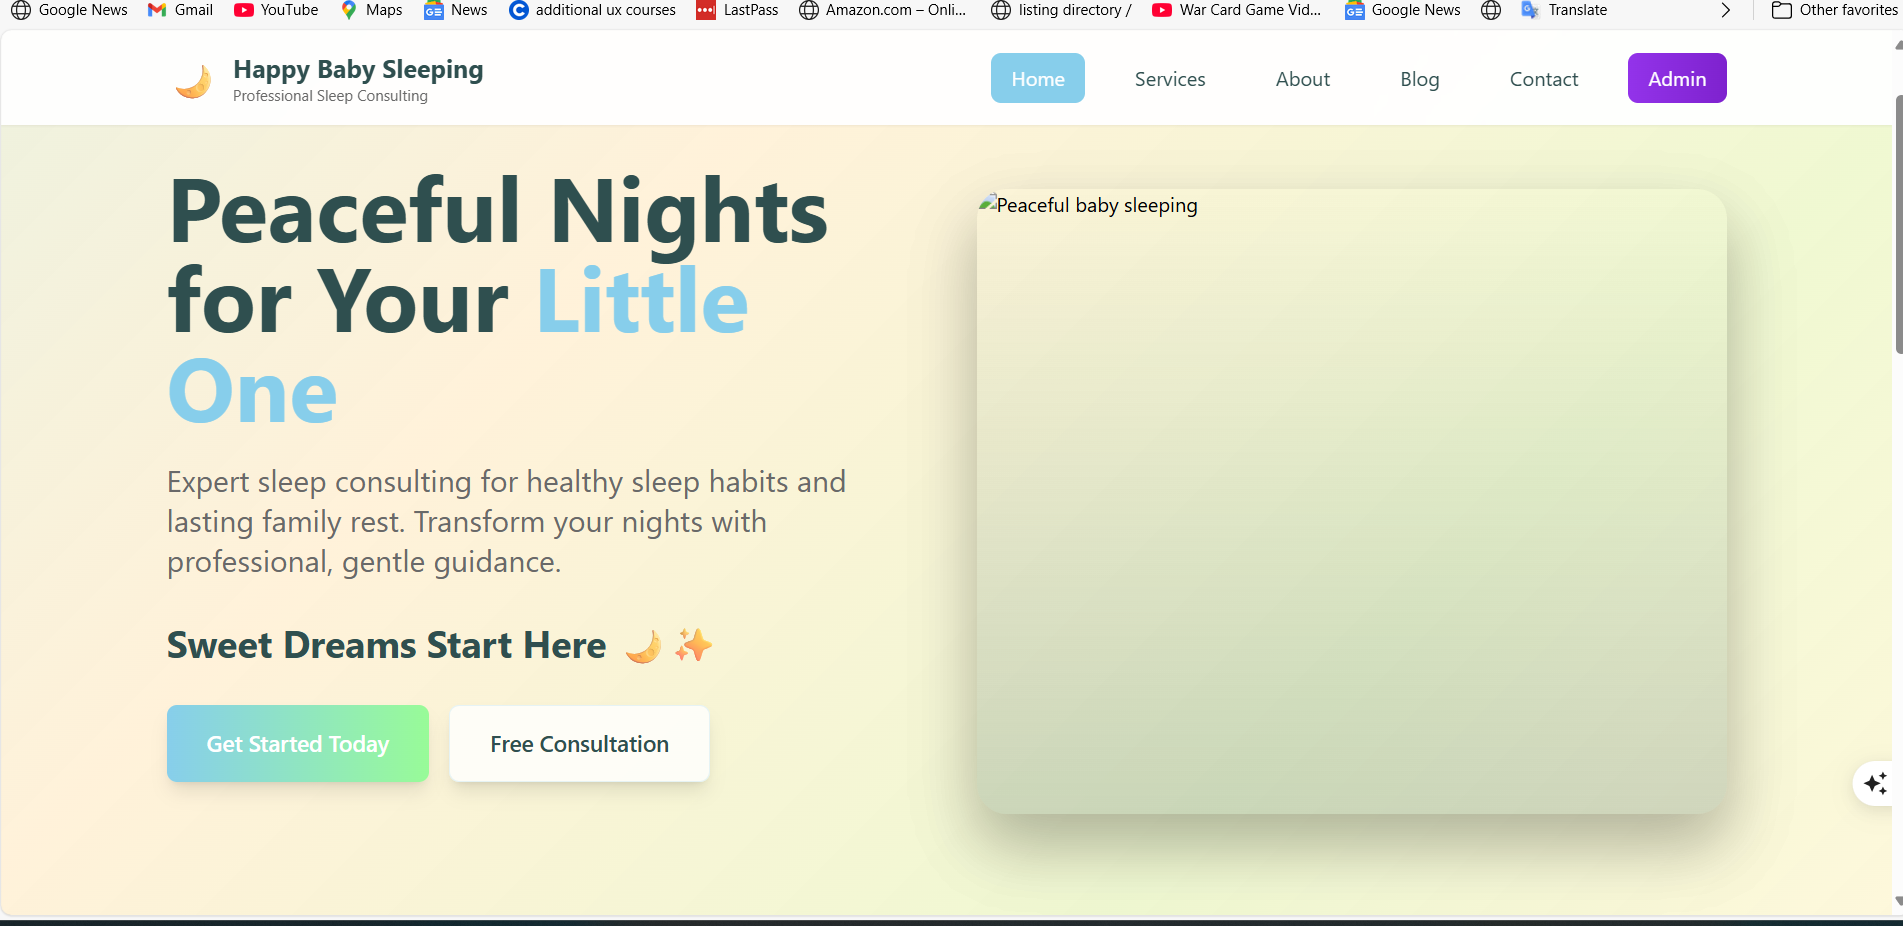 Google News
Gmail
YouTube
Maps
News
additional ux courses
LastPass
Amazon.com – Onli...
listing directory /
War Card Game Vid...
Google News
Translate
Other favorites
Happy Baby Sleeping
Professional Sleep Consulting
Home
Services
About
Blog
Contact
Admin
Peaceful Nights
for Your Little
One
Expert sleep consulting for healthy sleep habits and
lasting family rest. Transform your nights with
professional, gentle guidance.
Sweet Dreams Start Here 🌙✨
Get Started Today
Free Consultation
Peaceful baby sleeping